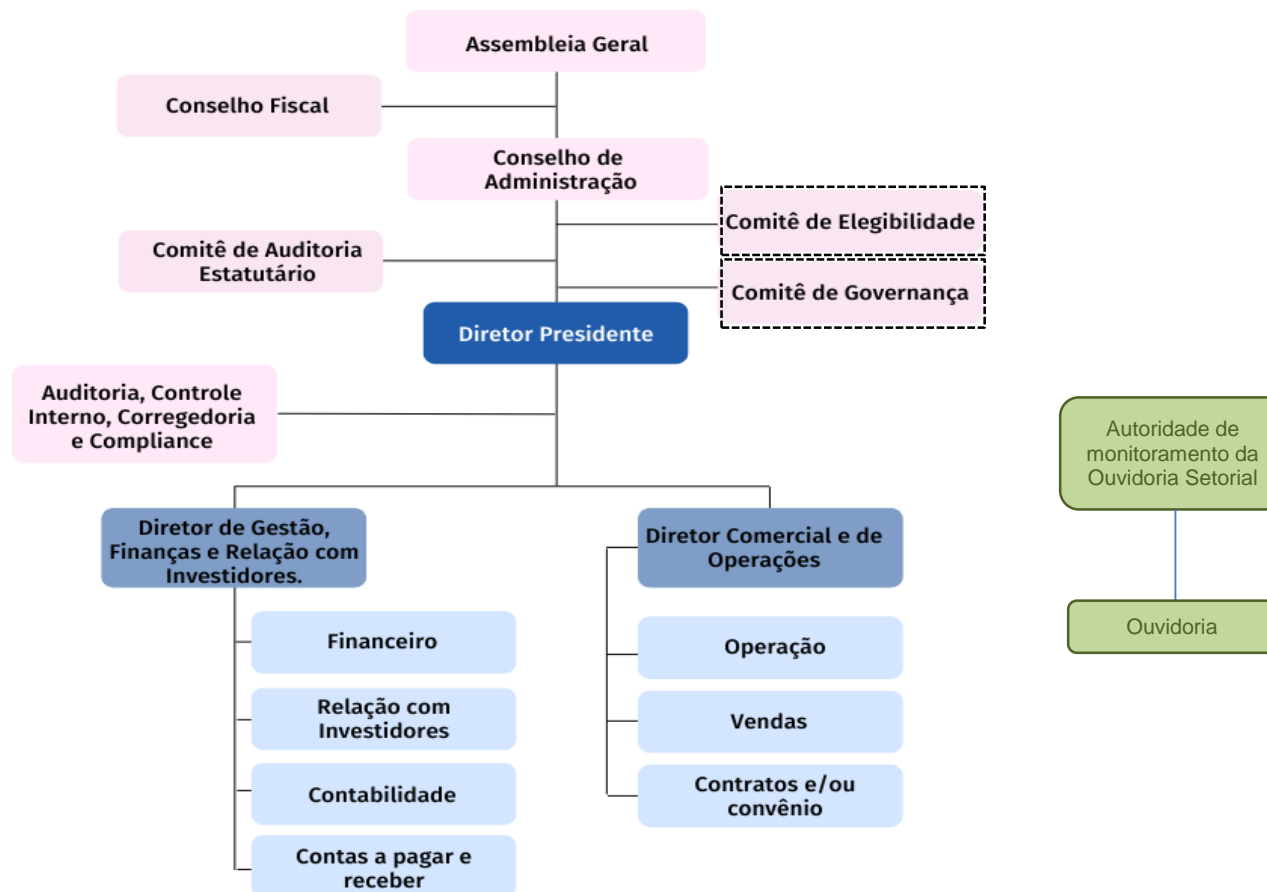 Assembleia Geral
Conselho Fiscal
Conselho de
Administração
Comitê de Elegibilidade
Comitê de Auditoria
Estatutário
Comitê de Governança
Diretor Presidente
Auditoria, Controle
Interno, Corregedoria
e Compliance
Autoridade de
monitoramento da
Ouvidoria Setorial
Ouvidoria
Diretor de Gestão,
Finanças e Relação com
Investidores.
Financeiro
Relação com
Investidores
Contabilidade
Contas a pagar e
receber
Diretor Comercial e de
Operações
Operação
Vendas
Contratos e/ou
convênio